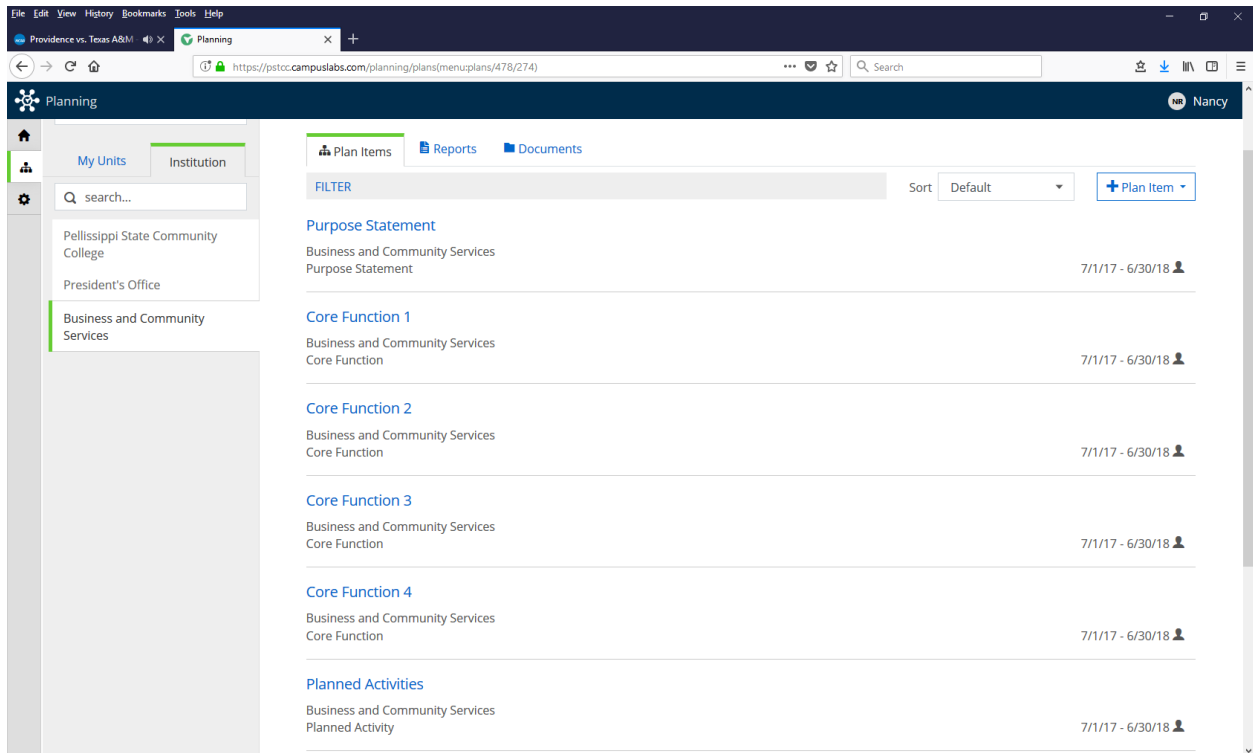 File Edit View History Bookmarks Tools Help
Providence vs. Texas A&M
Planning
https://pstcc.campuslabs.com/planning/plans(menu:plans/478/274)
Search
Planning
NR Nancy
My Units
Institution
search...
Pellissippi State Community
College
President's Office
Business and Community
Services
Plan Items
Reports
Documents
FILTER
Sort Default
Plan Item
Purpose Statement
Business and Community Services
Purpose Statement
7/1/17 - 6/30/18
Core Function 1
Business and Community Services
Core Function
7/1/17 - 6/30/18
Core Function 2
Business and Community Services
Core Function
7/1/17 - 6/30/18
Core Function 3
Business and Community Services
Core Function
7/1/17 - 6/30/18
Core Function 4
Business and Community Services
Core Function
7/1/17 - 6/30/18
Planned Activities
Business and Community Services
Planned Activity
7/1/17 - 6/30/18